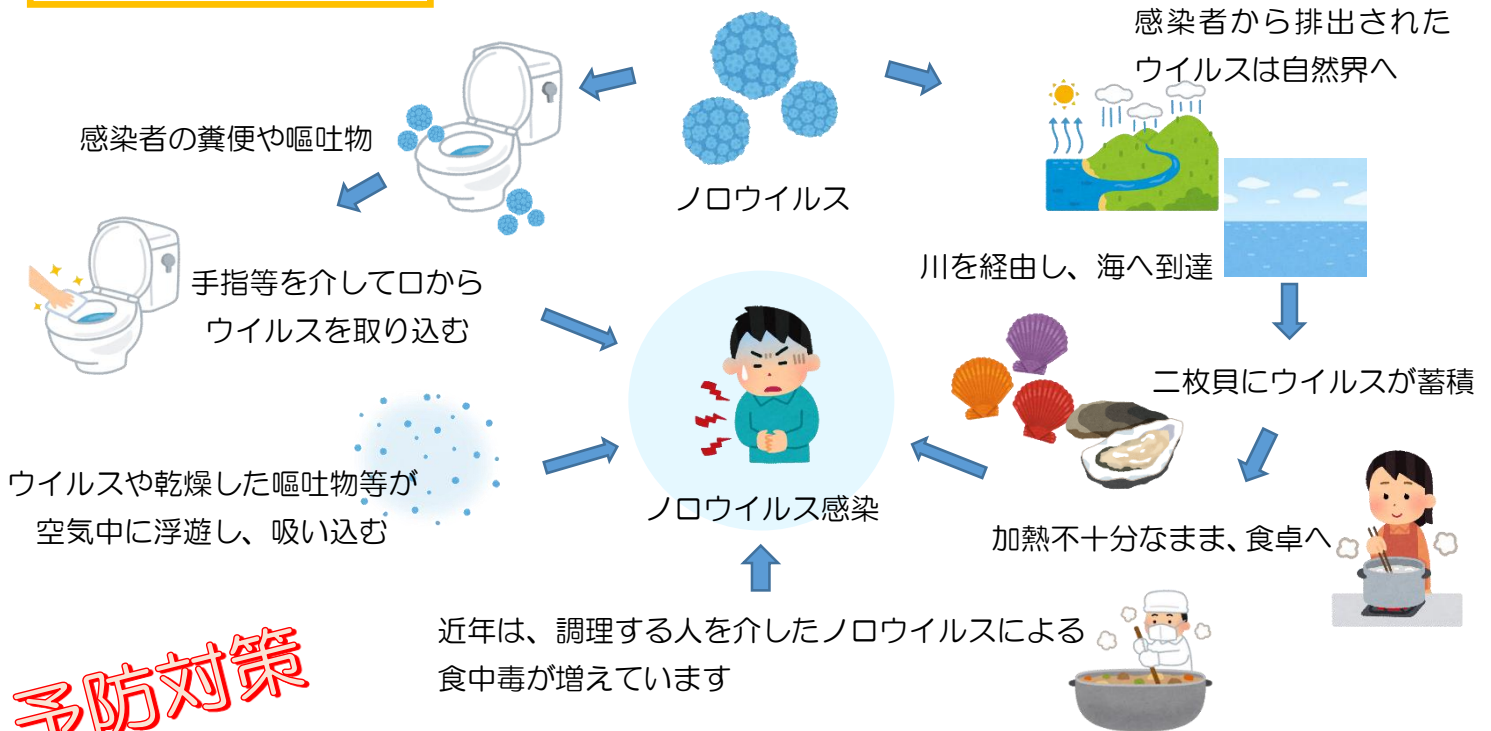 感染者から排出された
ウイルスは自然界へ
感染者の糞便や嘔吐物
ノロウイルス
川を経由し、海へ到達
手指等を介して口から
ウイルスを取り込む
二枚貝にウイルスが蓄積
ウイルスや乾燥した嘔吐物等が
空気中に浮遊し、吸い込む
ノロウイルス感染
加熱不十分なまま、食卓へ
近年は、調理する人を介したノロウイルスによる
食中毒が増えています
予防対策